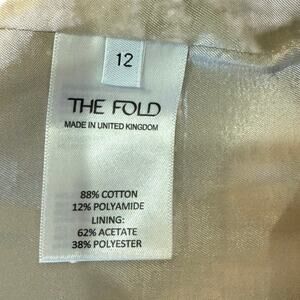 12
THE FOLD
MADE IN UNITED KINGDOM
88% COTTON
12% POLYAMIDE
LINING:
62% ACETATE
38% POLYESTER